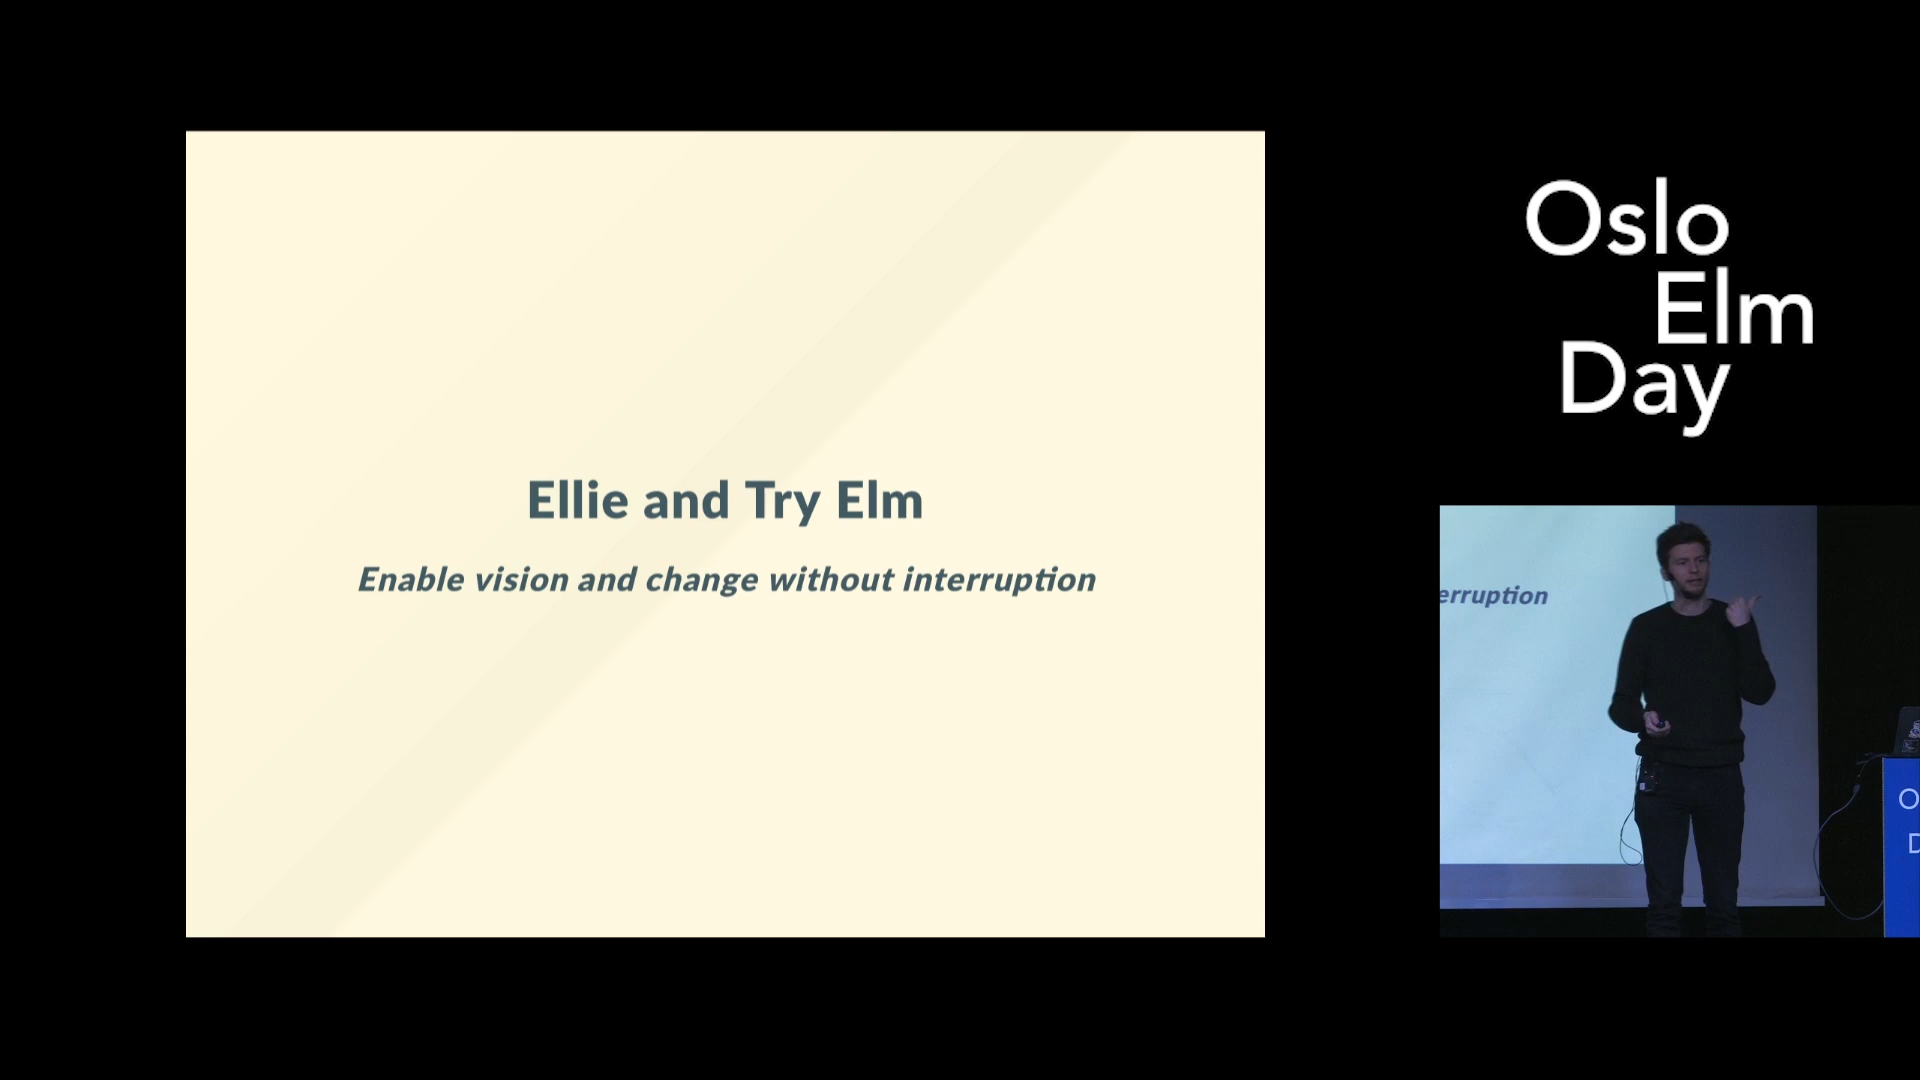 Ellie and Try Elm
Enable vision and change without interruption
Oslo
Elm
Day
erruption
O
D